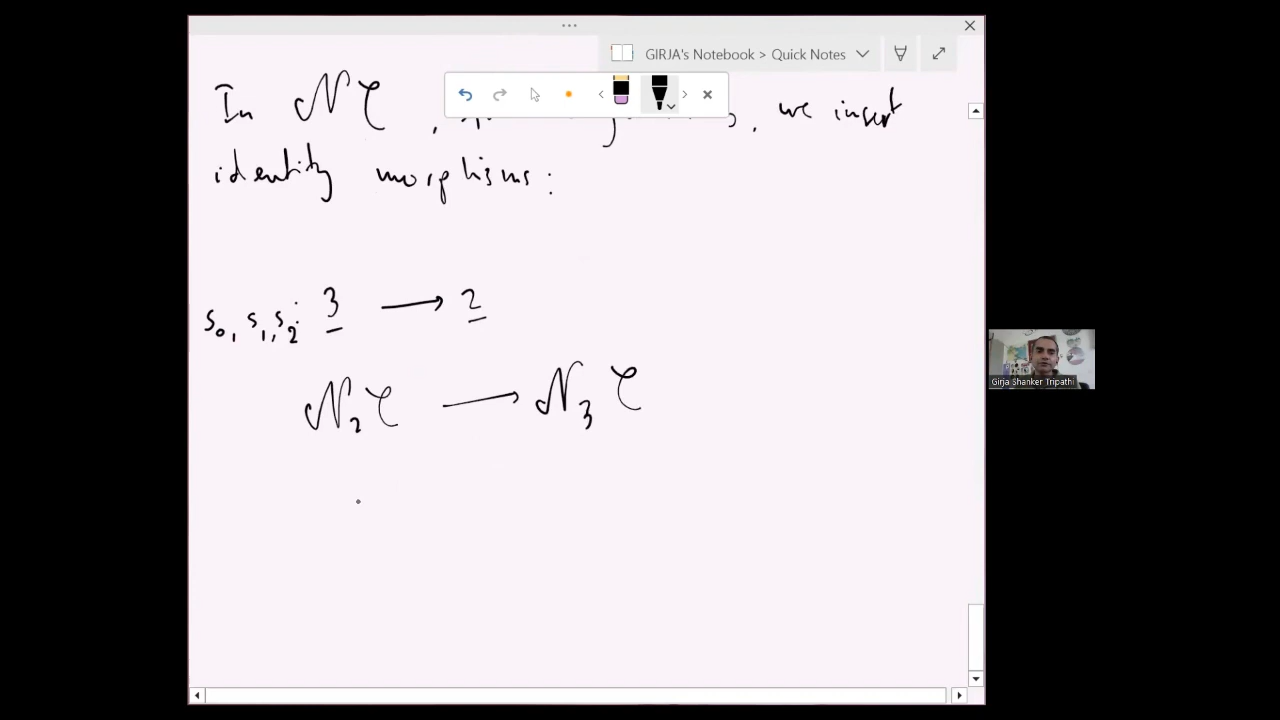 GIRJA's Notebook > Quick Notes
In 𝒩𝒞, we insert
identity morphisms:
s₀, s₁, s₂: 3 ⟶ 2
𝒩₂𝒞 ⟶ 𝒩₃𝒞
Girja Shanker Tripathi